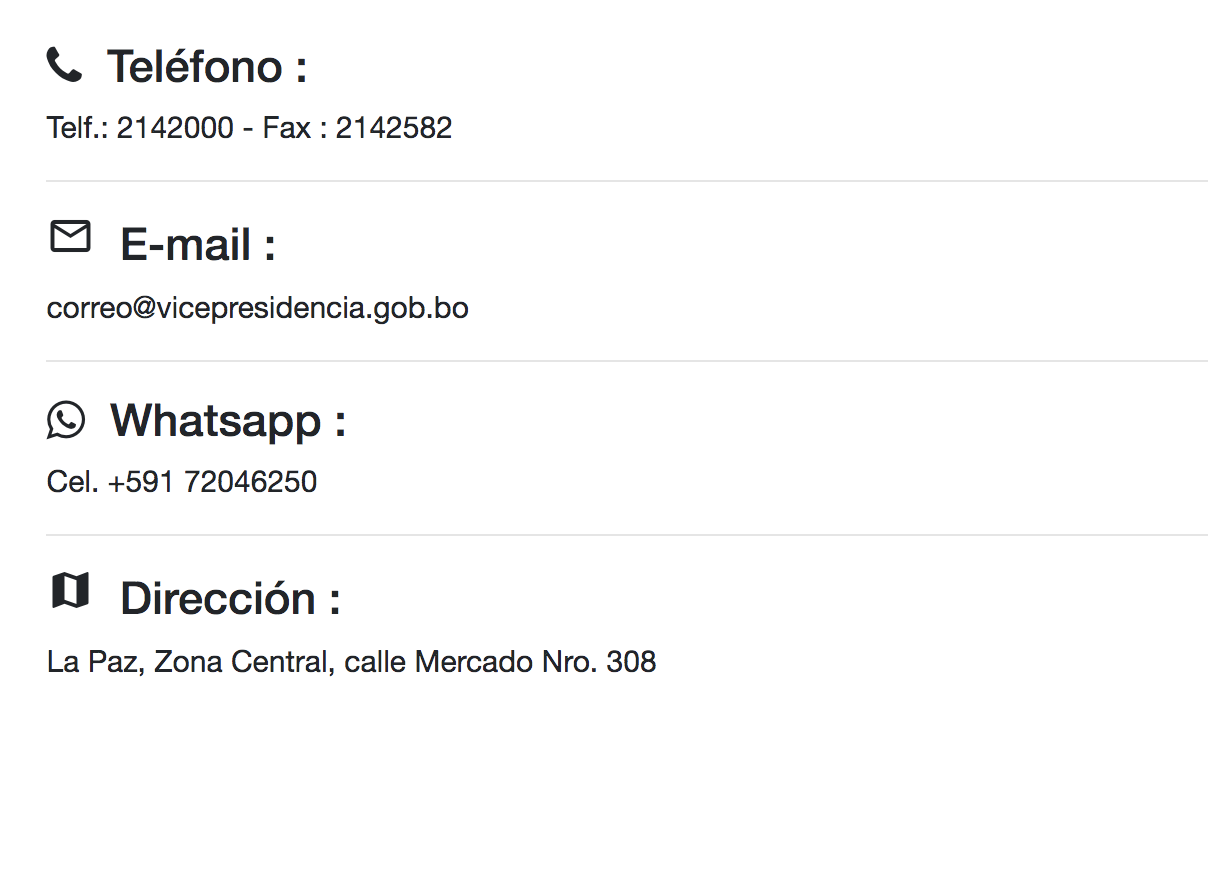 Teléfono :
Telf.: 2142000 - Fax : 2142582
E-mail :
correo@vicepresidencia.gob.bo
Whatsapp :
Cel. +591 72046250
Dirección :
La Paz, Zona Central, calle Mercado Nro. 308